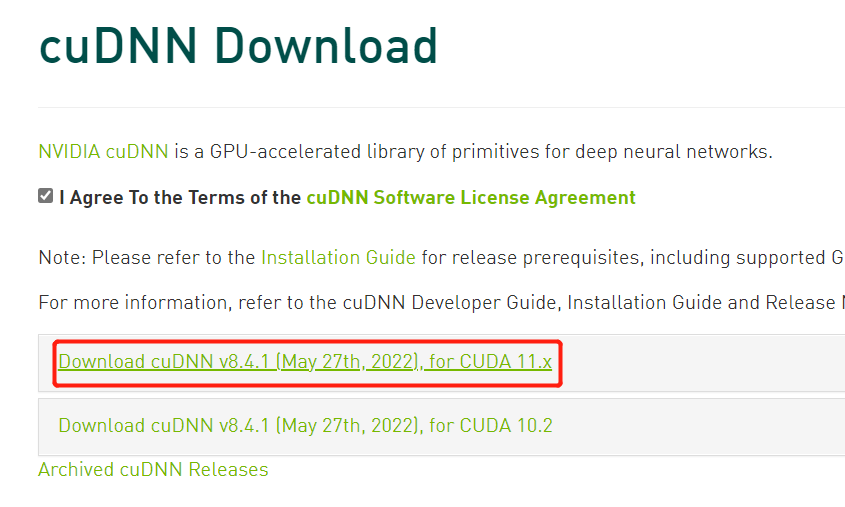 cuDNN Download
NVIDIA cuDNN is a GPU-accelerated library of primitives for deep neural networks.
I Agree To the Terms of the cuDNN Software License Agreement
Note: Please refer to the Installation Guide for release prerequisites, including supported G
For more information, refer to the cuDNN Developer Guide, Installation Guide and Release
Download cuDNN v8.4.1 (May 27th, 2022), for CUDA 11.x
Download cuDNN v8.4.1 (May 27th, 2022), for CUDA 10.2
Archived cuDNN Releases